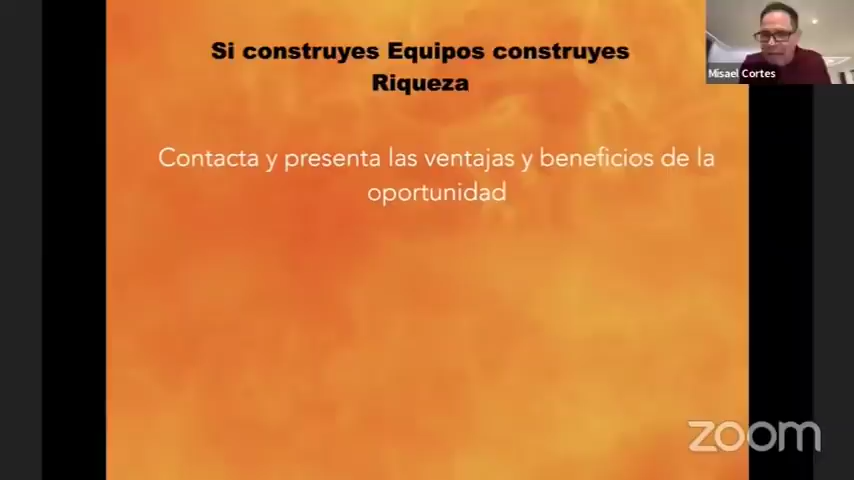 Si construyes Equipos construyes
Riqueza
Contacta y presenta las ventajas y beneficios de la
oportunidad
Misael Cortes
zoom